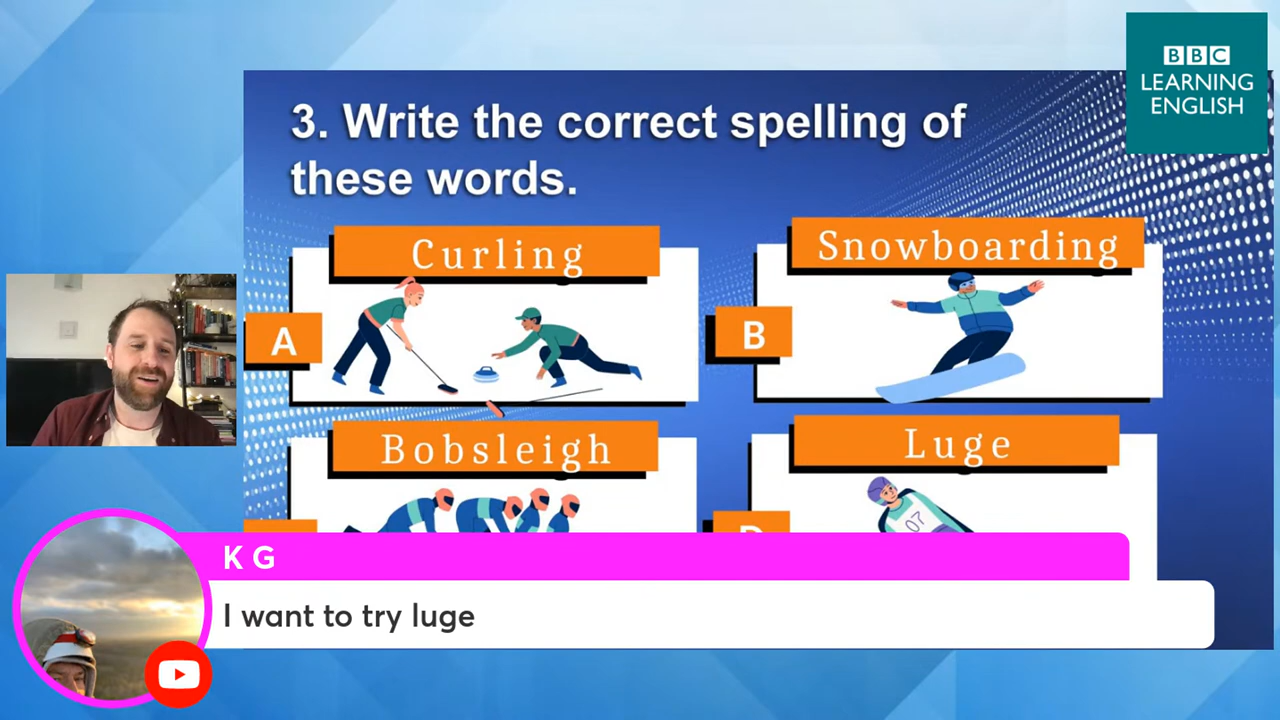 BBC
LEARNING
ENGLISH
3. Write the correct spelling of
these words.
Curling
Snowboarding
A
B
Bobsleigh
Luge
07
K G
I want to try luge